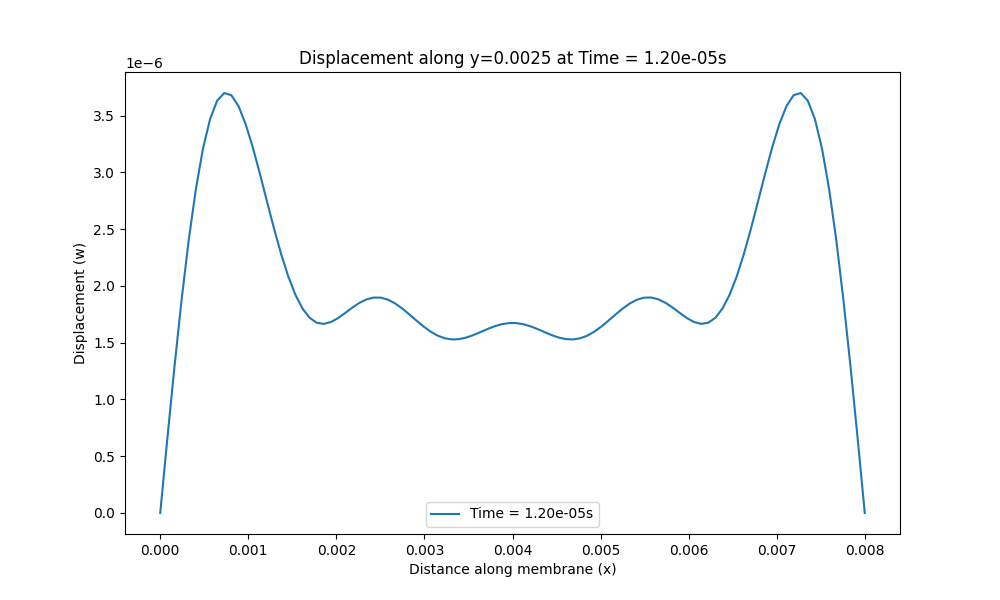 Displacement along y=0.0025 at Time = 1.20e-05s
1e−6
3.5
3.0
2.5
2.0
1.5
1.0
0.5
0.0
Displacement (w)
Time = 1.20e-05s
0.000 0.001 0.002 0.003 0.004 0.005 0.006 0.007 0.008
Distance along membrane (x)